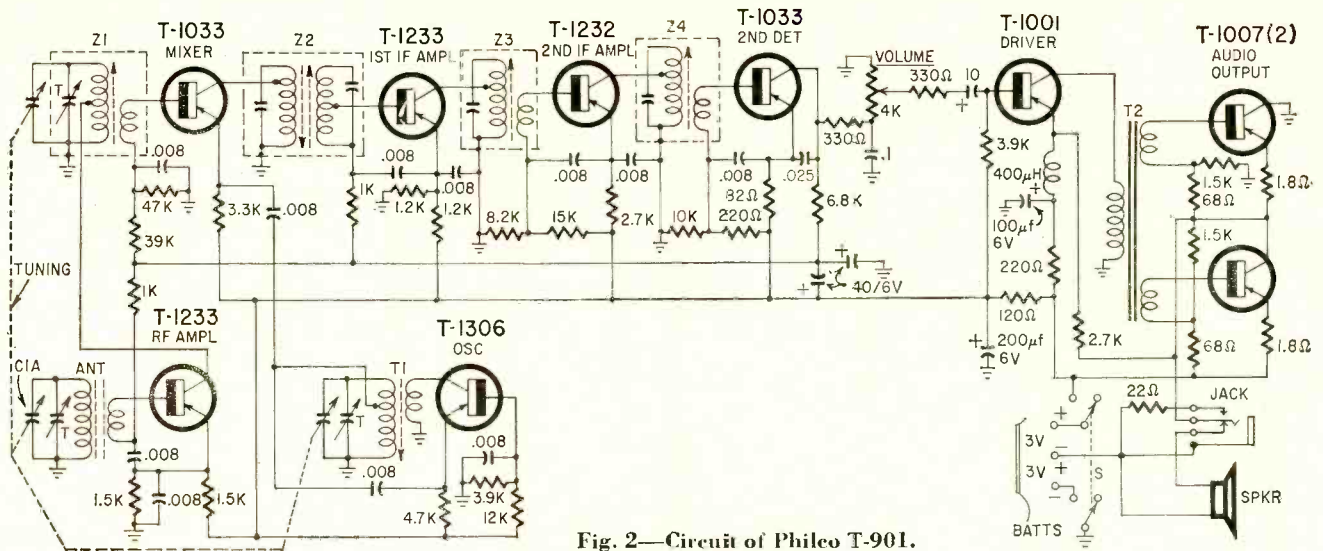 T-1033
MIXER
T-1233
1ST IF AMPL
T-1232
2ND IF AMPL
T-1033
2ND DET
T-1001
DRIVER
T-1007(2)
AUDIO
OUTPUT
Z1
Z2
Z3
Z4
VOLUME
330Ω
10
+
4K
330Ω
.1
T
T2
.008
47K
3.3K
.008
1K
.008
1.2K
.008
1.2K
8.2K
15K
.008
.008
2.7K
10K
.008
82Ω
220Ω
.025
6.8K
3.9K
400μH
+
100μf
6V
220Ω
120Ω
1.5K
68Ω
1.5K
1.8Ω
39K
+
+
40/6V
TUNING
1K
+
200μf
6V
2.7K
68Ω
1.8Ω
T-1233
RF AMPL
T-1306
OSC
C1A
ANT
T
T
T1
22Ω
JACK
.008
.008
3V
3V
+
-
+
-
S
SPKR
BATTS
1.5K
.008
1.5K
.008
4.7K
3.9K
12K
Fig. 2—Circuit of Philco T-901.